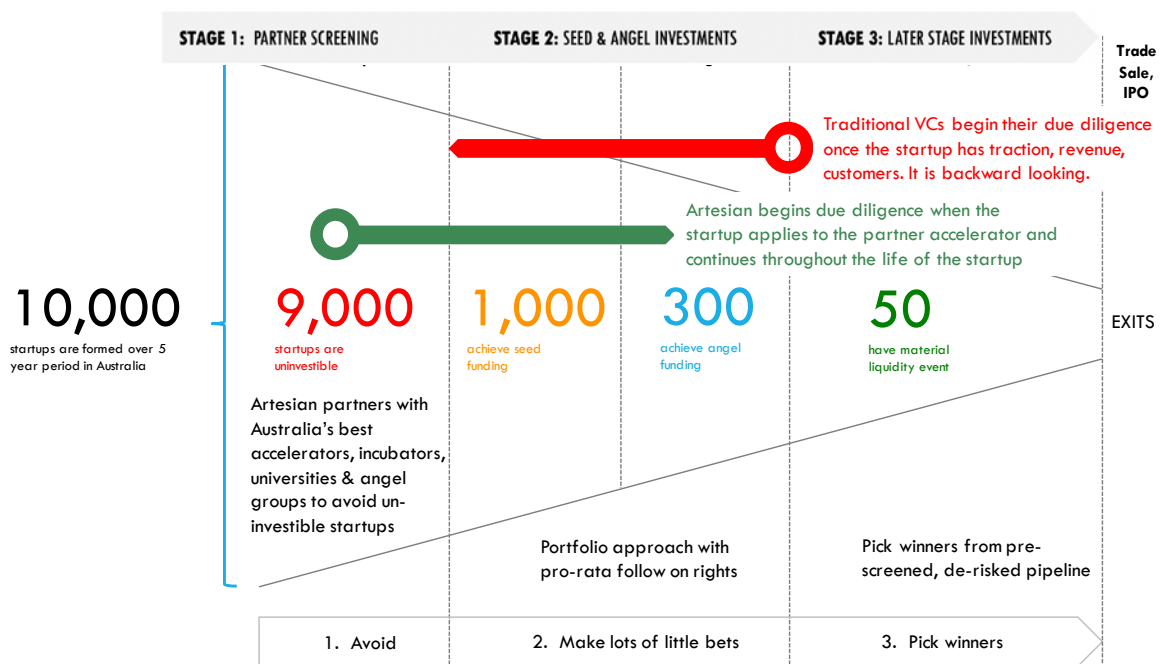 STAGE 1: PARTNER SCREENING
STAGE 2: SEED & ANGEL INVESTMENTS
STAGE 3: LATER STAGE INVESTMENTS
Trade
Sale,
IPO
Traditional VCs begin their due diligence
once the startup has traction, revenue,
customers. It is backward looking.
Artesian begins due diligence when the
startup applies to the partner accelerator and
continues throughout the life of the startup
10,000
startups are formed over 5
year period in Australia
9,000
startups are
uninvestible
1,000
achieve seed
funding
300
achieve angel
funding
50
have material
liquidity event
EXITS
Artesian partners with
Australia's best
accelerators, incubators,
universities & angel
groups to avoid un-
investible startups
Portfolio approach with
pro-rata follow on rights
Pick winners from pre-
screened, de-risked pipeline
1. Avoid
2. Make lots of little bets
3. Pick winners